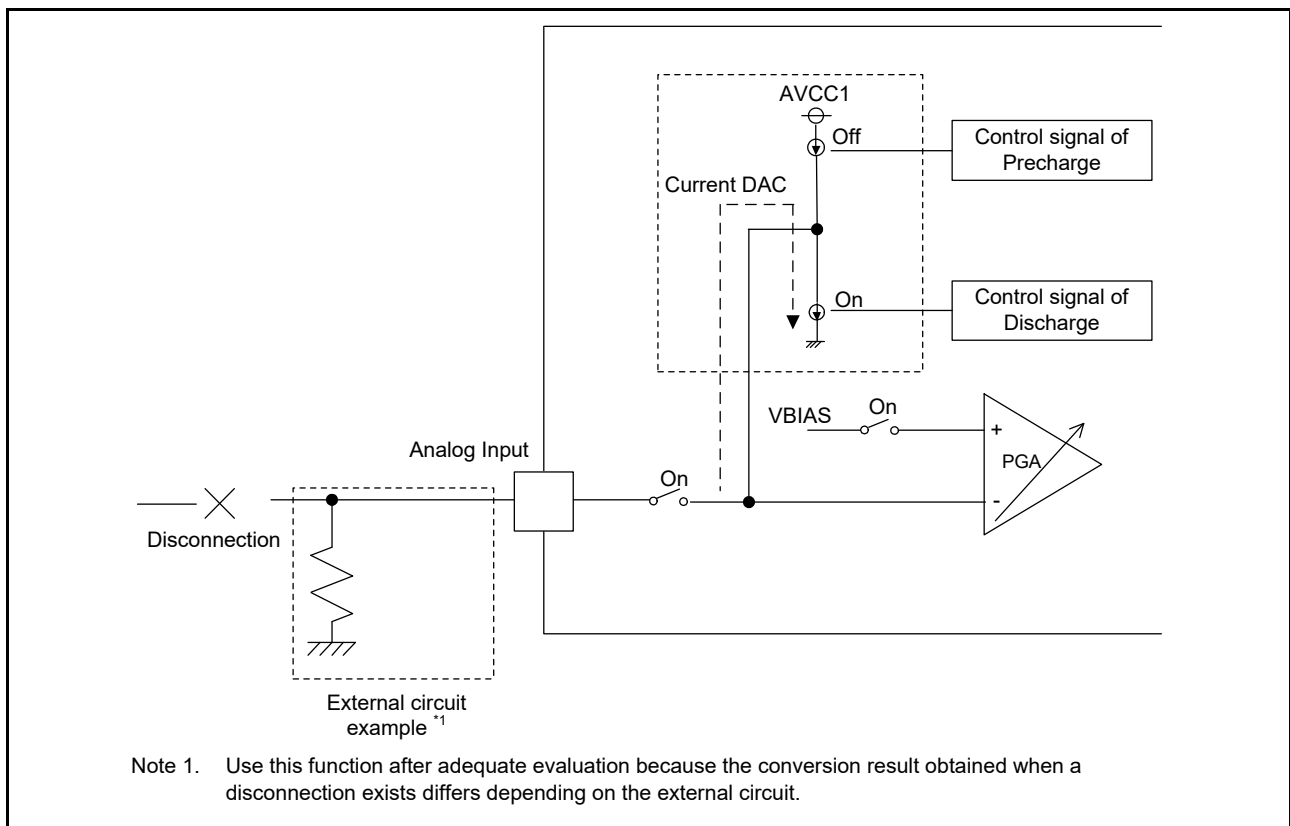 AVCC1
Off
Control signal of
Precharge
Current DAC
On
Control signal of
Discharge
VBIAS
On
+
PGA
-
Analog Input
On
Disconnection
External circuit
example *1
Note 1. Use this function after adequate evaluation because the conversion result obtained when a
disconnection exists differs depending on the external circuit.